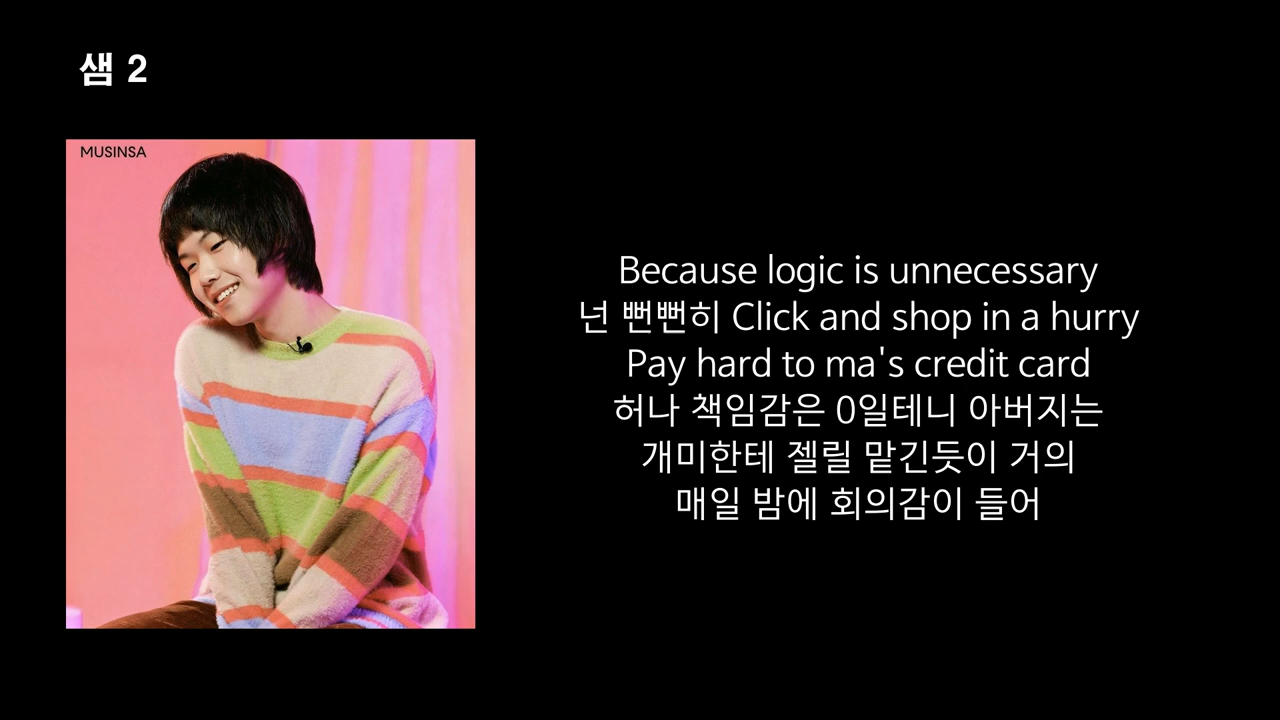 샘 2
MUSINSA
Because logic is unnecessary
넌 뻔뻔히 Click and shop in a hurry
Pay hard to ma's credit card
허나 책임감은 0일테니 아버지는
개미한테 젤릴 맡긴듯이 거의
매일 밤에 회의감이 들어